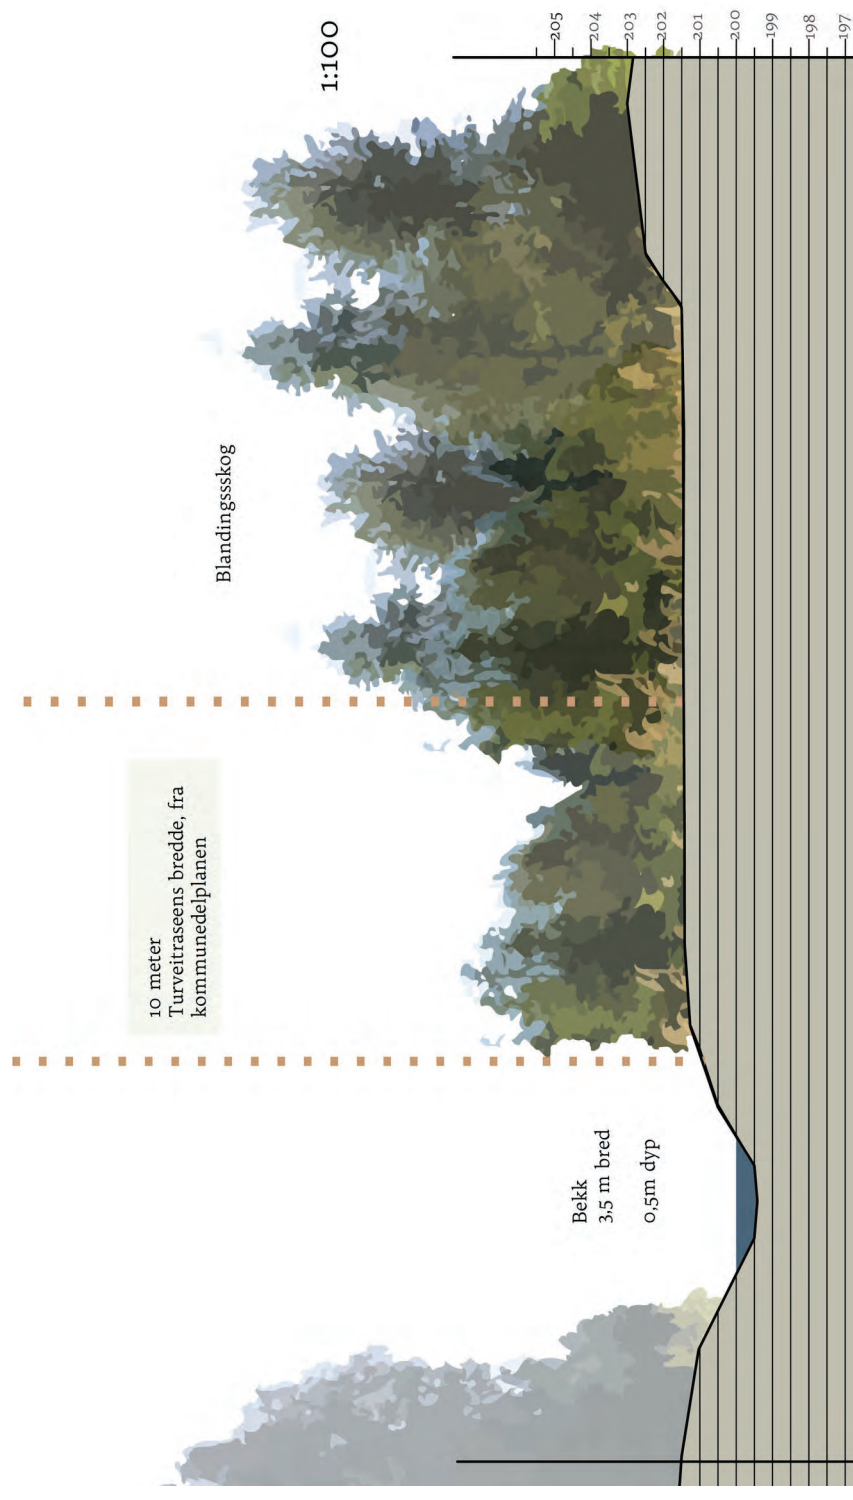 1:100
Blandingssskog
10 meter
Turveitraseens bredde, fra
kommunedelplanen
Bekk
3,5 m bred
0,5m dyp
205
204
203
202
201
200
199
198
197